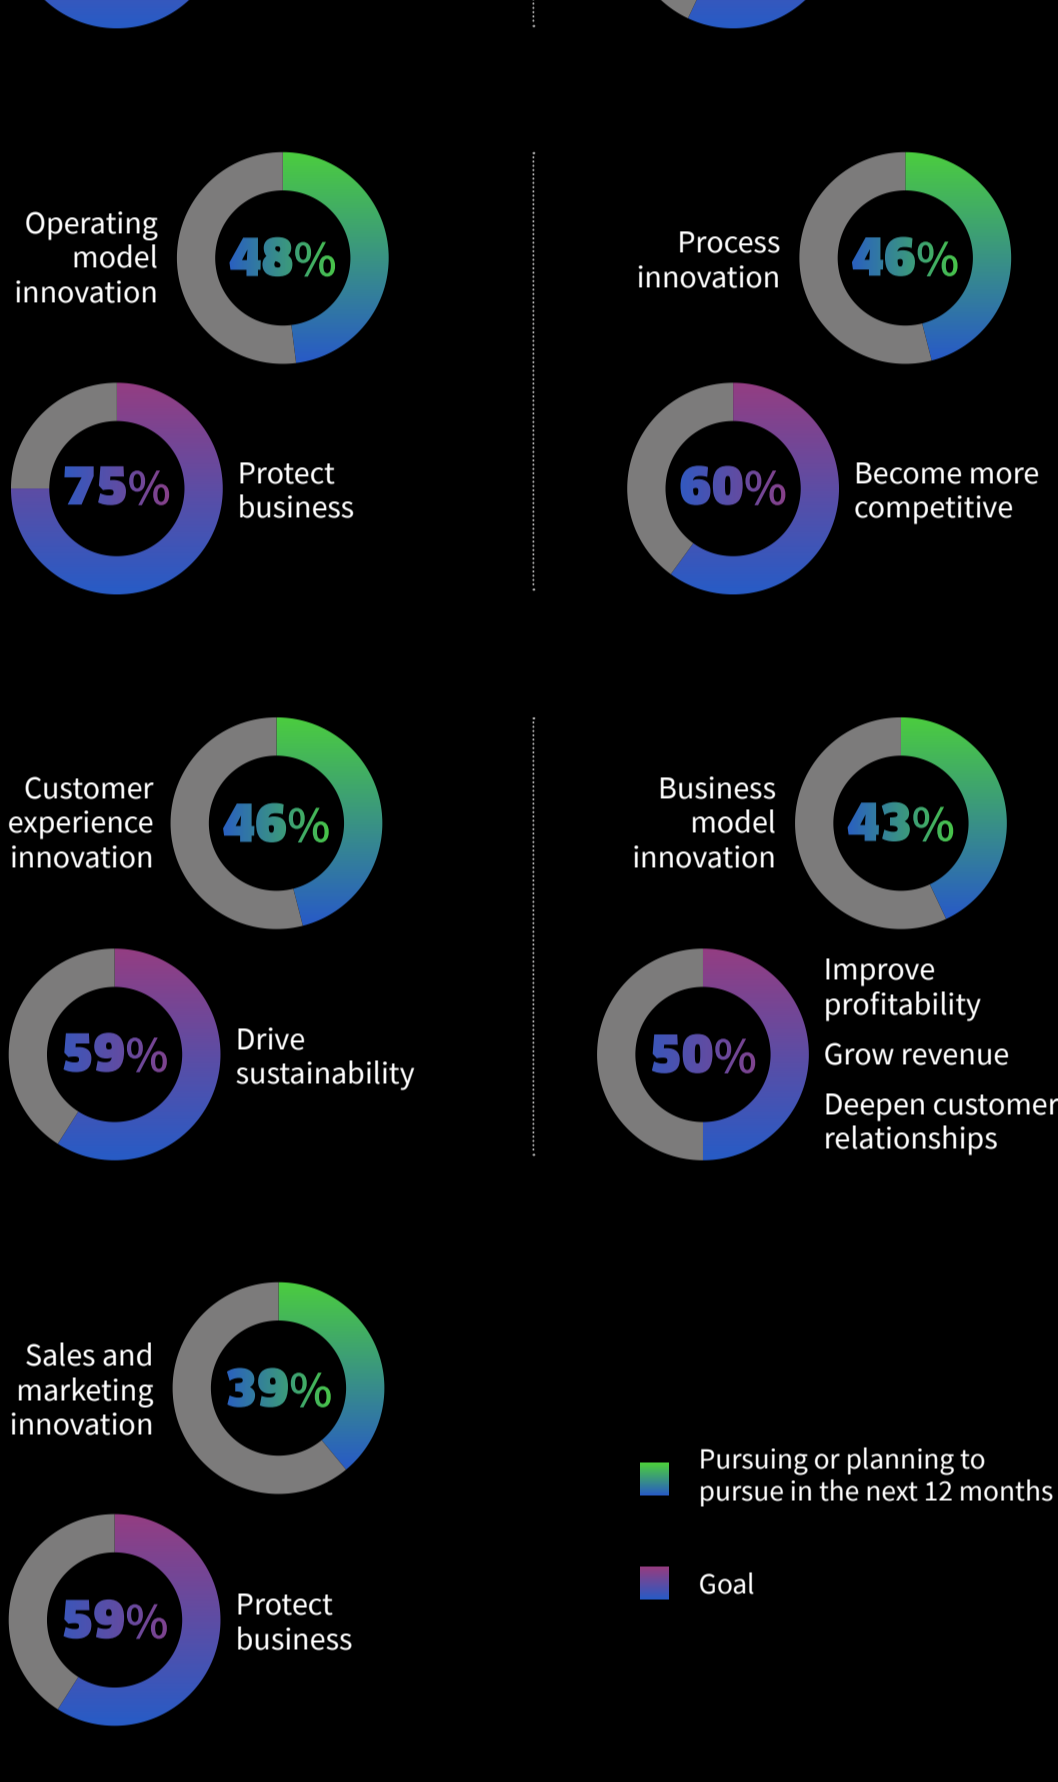 Operating
model
innovation
48%
75%
Protect
business
Process
innovation
46%
60%
Become more
competitive
Customer
experience
innovation
46%
59%
Drive
sustainability
Business
model
innovation
43%
50%
Improve
profitability
Grow revenue
Deepen customer
relationships
Sales and
marketing
innovation
39%
59%
Protect
business
Pursuing or planning to
pursue in the next 12 months
Goal